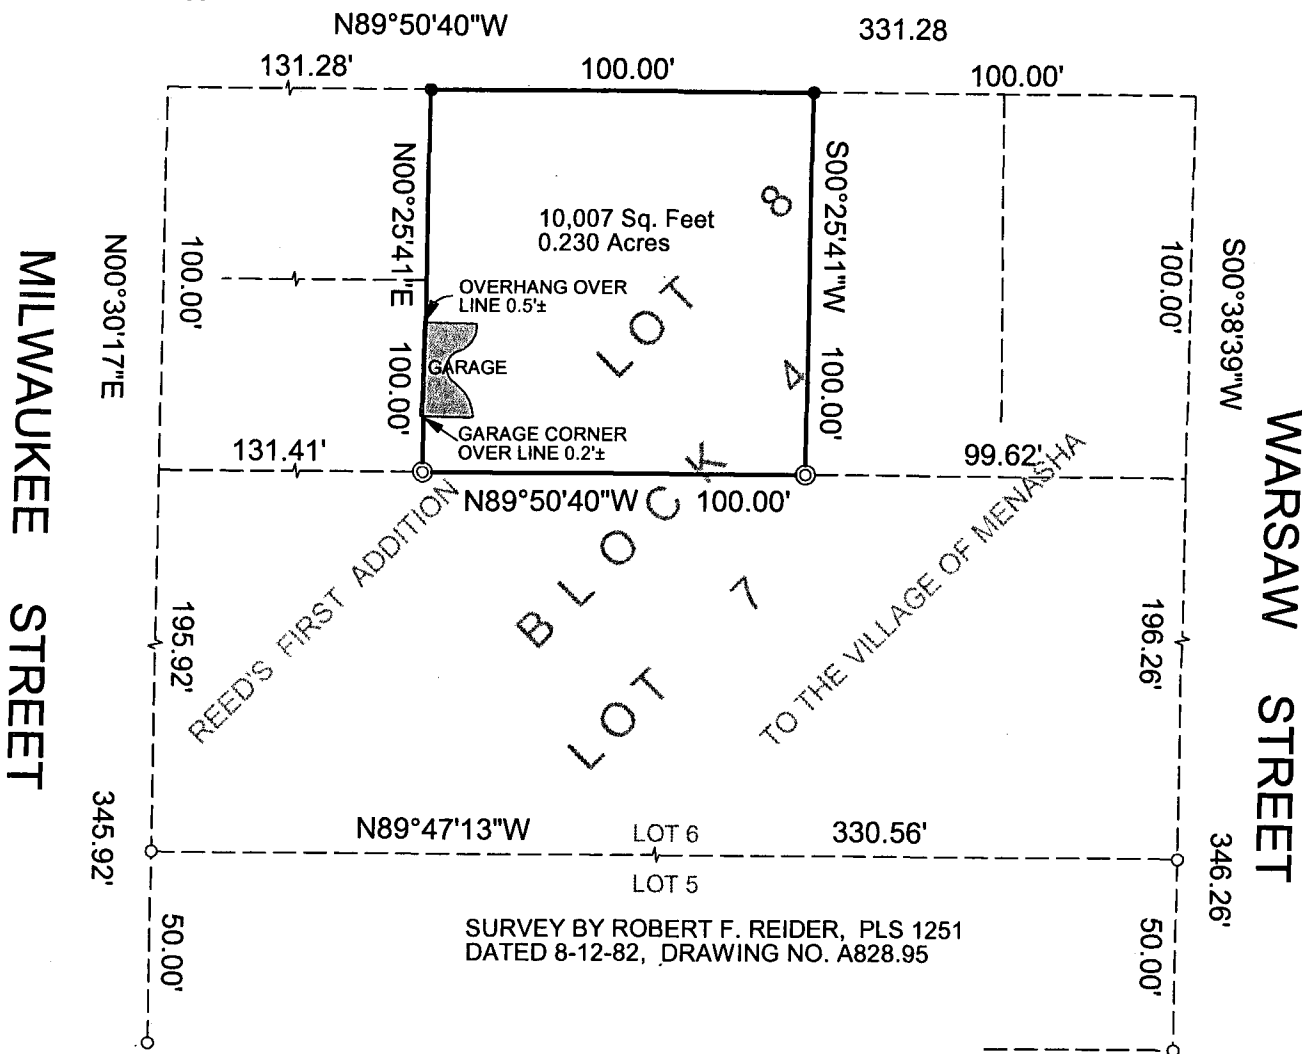 N89°50'40"W
331.28
131.28'
100.00'
100.00'
N00°25'41"E
100.00'
S00°25'41"W
100.00'
10,007 Sq. Feet
0.230 Acres
8
LOT
OVERHANG OVER
LINE 0.5'±
GARAGE
GARAGE CORNER
OVER LINE 0.2'±
MILWAUKEE STREET
N00°30'17"E
100.00'
S00°38'39"W
100.00'
WARSAW STREET
131.41'
99.62'
N89°50'40"W 100.00'
BLOCK 4
REED'S FIRST ADDITION
TO THE VILLAGE OF MENASHA
LOT 7
195.92'
196.26'
345.92'
346.26'
N89°47'13"W
LOT 6
330.56'
LOT 5
SURVEY BY ROBERT F. REIDER, PLS 1251
DATED 8-12-82, DRAWING NO. A828.95
50.00'
50.00'